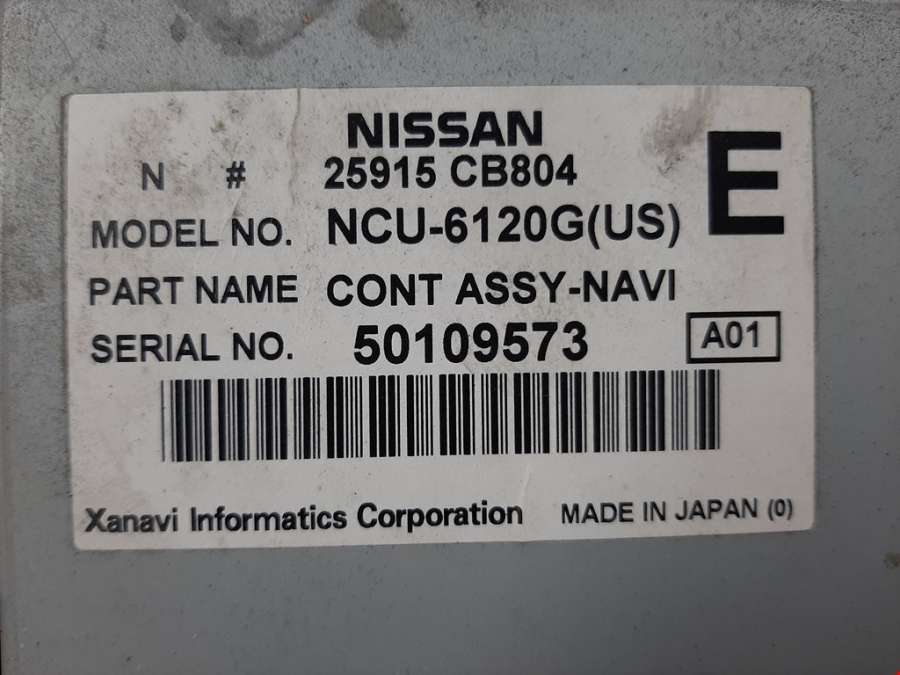 NISSAN
N # 25915 CB804
E
MODEL NO. NCU-6120G(US)
PART NAME CONT ASSY-NAVI
SERIAL NO. 50109573
A01
Xanavi Informatics Corporation MADE IN JAPAN (0)